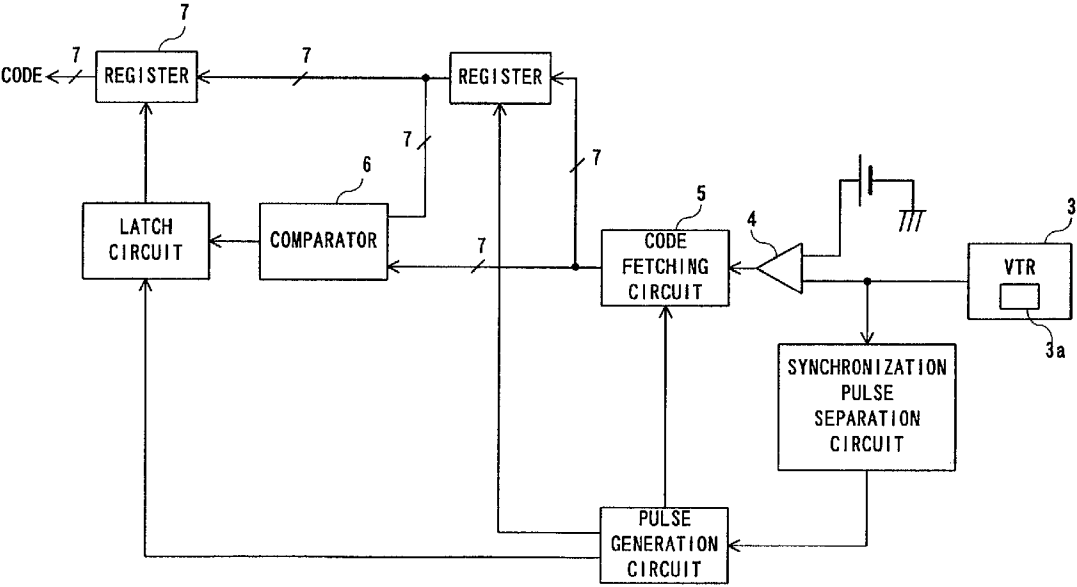 7
7
7
CODE
REGISTER
REGISTER
7
7
6
LATCH
CIRCUIT
COMPARATOR
7
5
CODE
FETCHING
CIRCUIT
4
3
VTR
3a
SYNCHRONIZATION
PULSE
SEPARATION
CIRCUIT
PULSE
GENERATION
CIRCUIT